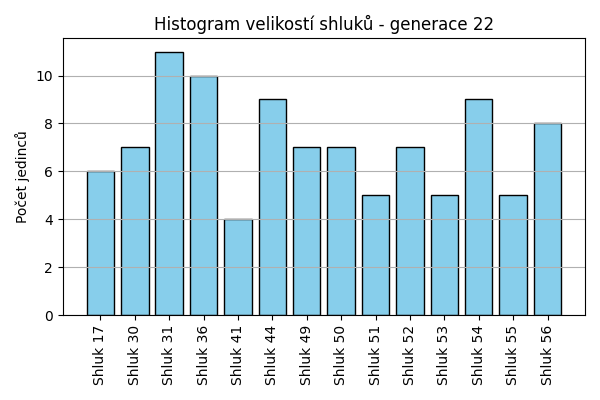 Histogram velikostí shluků - generace 22
Počet jedinců
10
8
6
4
2
0
Shluk 17
Shluk 30
Shluk 31
Shluk 36
Shluk 41
Shluk 44
Shluk 49
Shluk 50
Shluk 51
Shluk 52
Shluk 53
Shluk 54
Shluk 55
Shluk 56